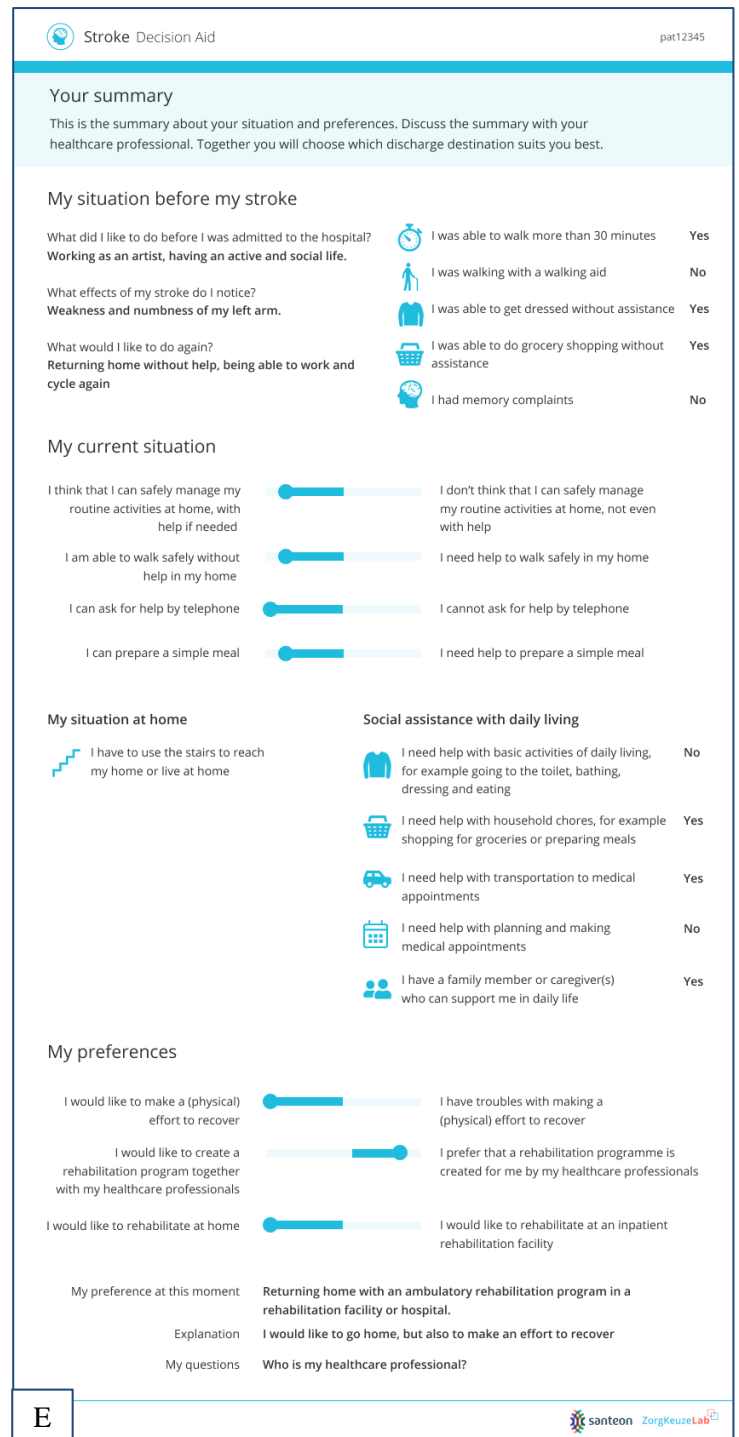 Stroke Decision Aid
pat12345
Your summary
This is the summary about your situation and preferences. Discuss the summary with your
healthcare professional. Together you will choose which discharge destination suits you best.
My situation before my stroke
What did I like to do before I was admitted to the hospital?
Working as an artist, having an active and social life.
What effects of my stroke do I notice?
Weakness and numbness of my left arm.
What would I like to do again?
Returning home without help, being able to work and
cycle again
I was able to walk more than 30 minutes Yes
I was walking with a walking aid No
I was able to get dressed without assistance Yes
I was able to do grocery shopping without Yes
assistance
I had memory complaints No
My current situation
I think that I can safely manage my
routine activities at home, with
help if needed
I don't think that I can safely manage
my routine activities at home, not even
with help
I am able to walk safely without
help in my home
I need help to walk safely in my home
I can ask for help by telephone
I cannot ask for help by telephone
I can prepare a simple meal
I need help to prepare a simple meal
My situation at home
I have to use the stairs to reach
my home or live at home
Social assistance with daily living
I need help with basic activities of daily living, No
for example going to the toilet, bathing,
dressing and eating
I need help with household chores, for example Yes
shopping for groceries or preparing meals
I need help with transportation to medical Yes
appointments
I need help with planning and making No
medical appointments
I have a family member or caregiver(s) Yes
who can support me in daily life
My preferences
I would like to make a (physical)
effort to recover
I have troubles with making a
(physical) effort to recover
I would like to create a
rehabilitation program together
with my healthcare professionals
I prefer that a rehabilitation programme is
created for me by my healthcare professionals
I would like to rehabilitate at home
I would like to rehabilitate at an inpatient
rehabilitation facility
My preference at this moment
Returning home with an ambulatory rehabilitation program in a
rehabilitation facility or hospital.
Explanation
I would like to go home, but also to make an effort to recover
My questions
Who is my healthcare professional?
E
santeon
ZorgKeuzeLab